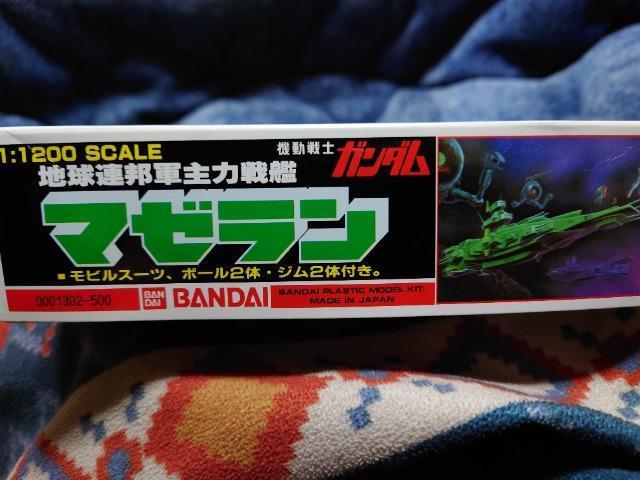 1:1200 SCALE
機動戦士 ガンダム
地球連邦軍主力戦艦
マゼラン
■モビルスーツ、ボール2体・ジム2体付き。
0001302-500
BAN
DAI
BANDAI
BANDAI PLASTIC MODEL KIT.
MADE IN JAPAN